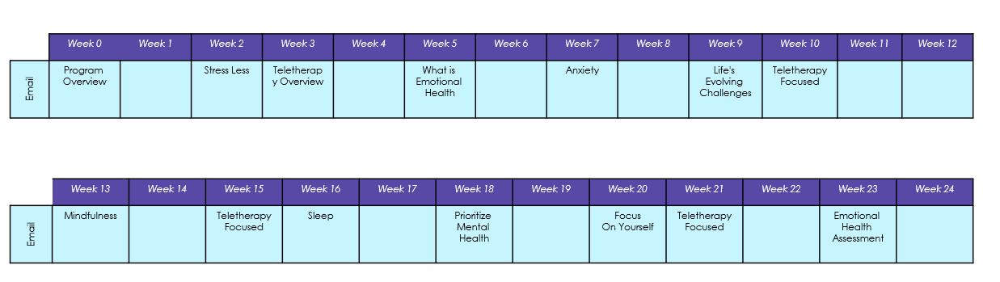 Week 0 Week 1 Week 2 Week 3 Week 4 Week 5 Week 6 Week 7 Week 8 Week 9 Week 10 Week 11 Week 12
Email
Program
Overview
Stress Less
Teletherap
y Overview
What is
Emotional
Health
Anxiety
Life's
Evolving
Challenges
Teletherapy
Focused
Week 13 Week 14 Week 15 Week 16 Week 17 Week 18 Week 19 Week 20 Week 21 Week 22 Week 23 Week 24
Email
Mindfulness
Teletherapy
Focused
Sleep
Prioritize
Mental
Health
Focus
On Yourself
Teletherapy
Focused
Emotional
Health
Assessment